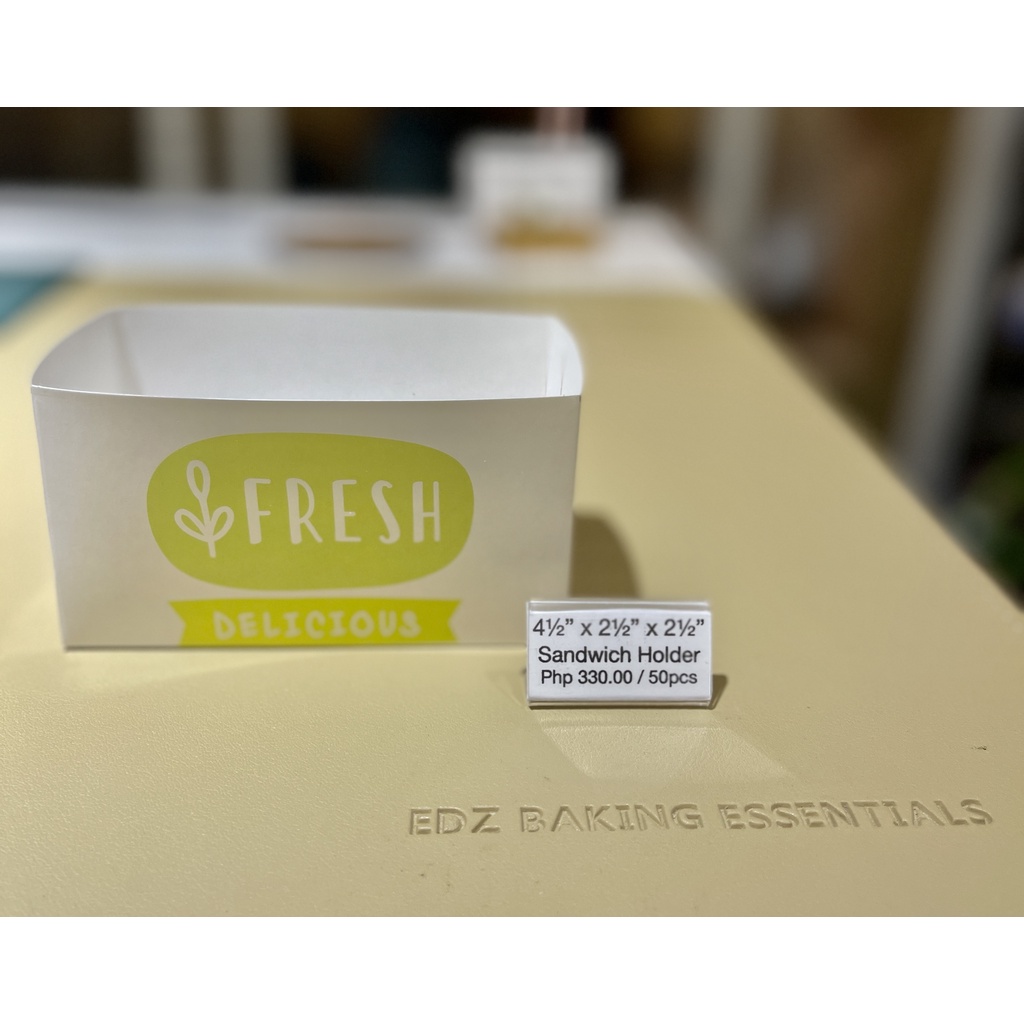 FRESH
DELICIOUS
4½” x 2½” x 2½”
Sandwich Holder
Php 330.00 / 50pcs
EDZ BAKING ESSENTIALS